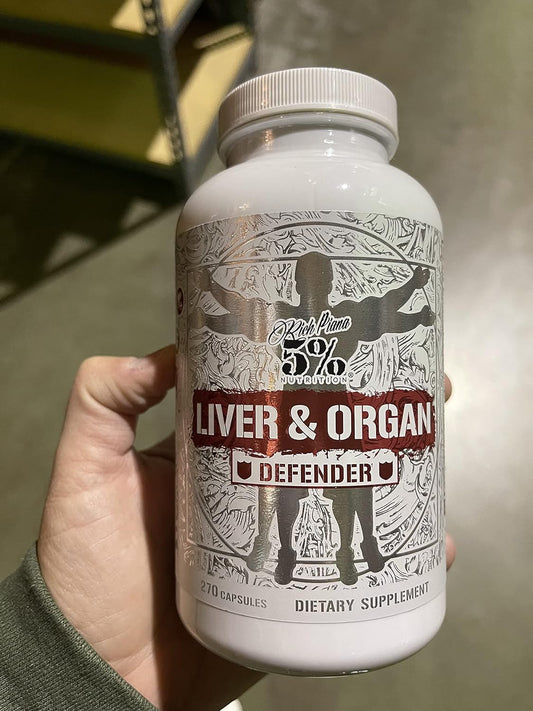 Rich Piana
5%
NUTRITION
LIVER & ORGAN
DEFENDER
270 CAPSULES DIETARY SUPPLEMENT